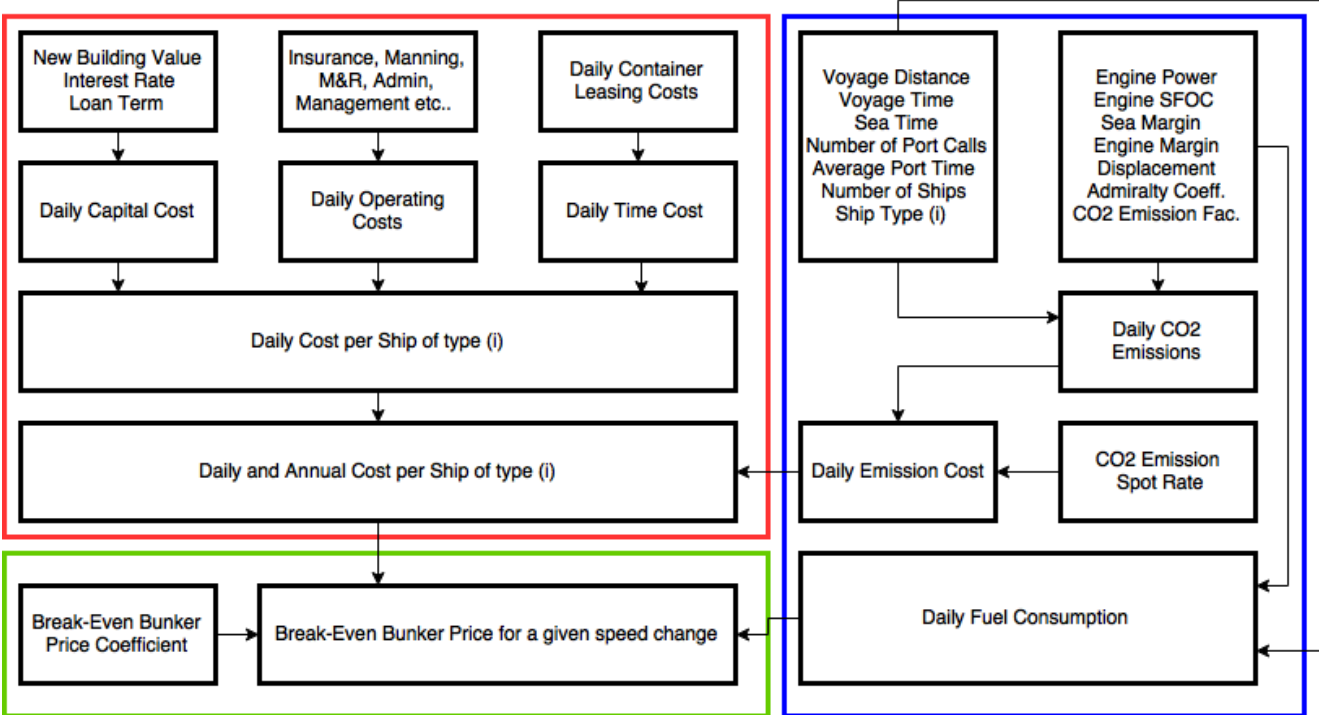 New Building Value
Interest Rate
Loan Term
Insurance, Manning,
M&R, Admin,
Management etc..
Daily Container
Leasing Costs
Voyage Distance
Voyage Time
Sea Time
Number of Port Calls
Average Port Time
Number of Ships
Ship Type (i)
Engine Power
Engine SFOC
Sea Margin
Engine Margin
Displacement
Admiralty Coeff.
CO2 Emission Fac.
Daily Capital Cost
Daily Operating
Costs
Daily Time Cost
Daily Cost per Ship of type (i)
Daily CO2
Emissions
Daily and Annual Cost per Ship of type (i)
Daily Emission Cost
CO2 Emission
Spot Rate
Break-Even Bunker
Price Coefficient
Break-Even Bunker Price for a given speed change
Daily Fuel Consumption